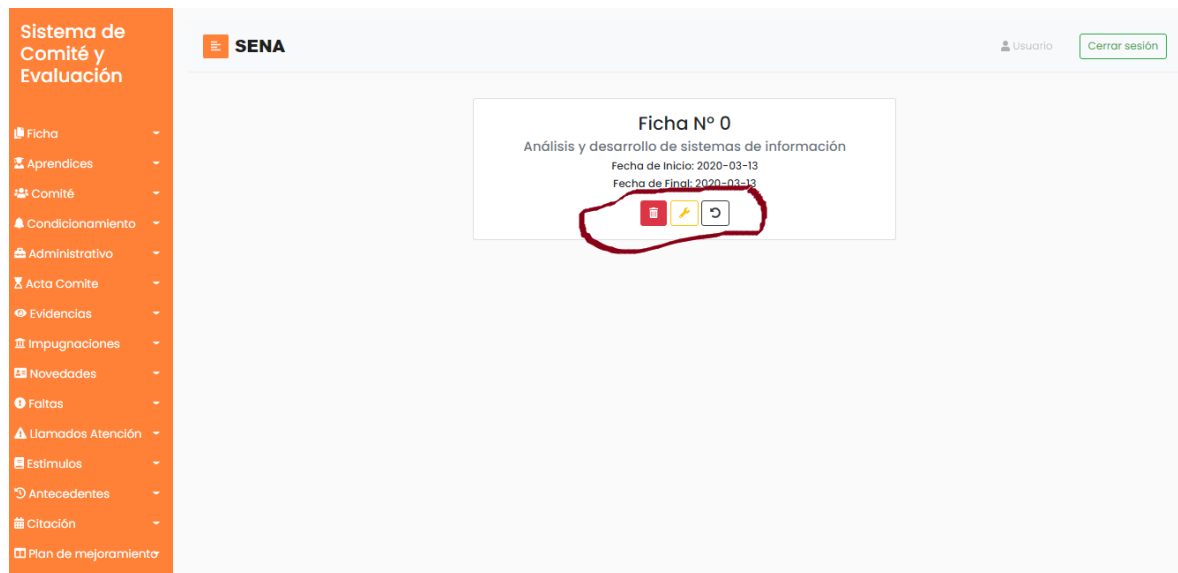 Sistema de
Comité y
Evaluación
Ficha
Aprendices
Comité
Condicionamiento
Administrativo
Acta Comite
Evidencias
Impugnaciones
Novedades
Faltas
Llamados Atención
Estimulos
Antecedentes
Citación
Plan de mejoramiento
SENA
Usuario
Cerrar sesión
Ficha N° 0
Análisis y desarrollo de sistemas de información
Fecha de Inicio: 2020-03-13
Fecha de Final: 2020-03-13